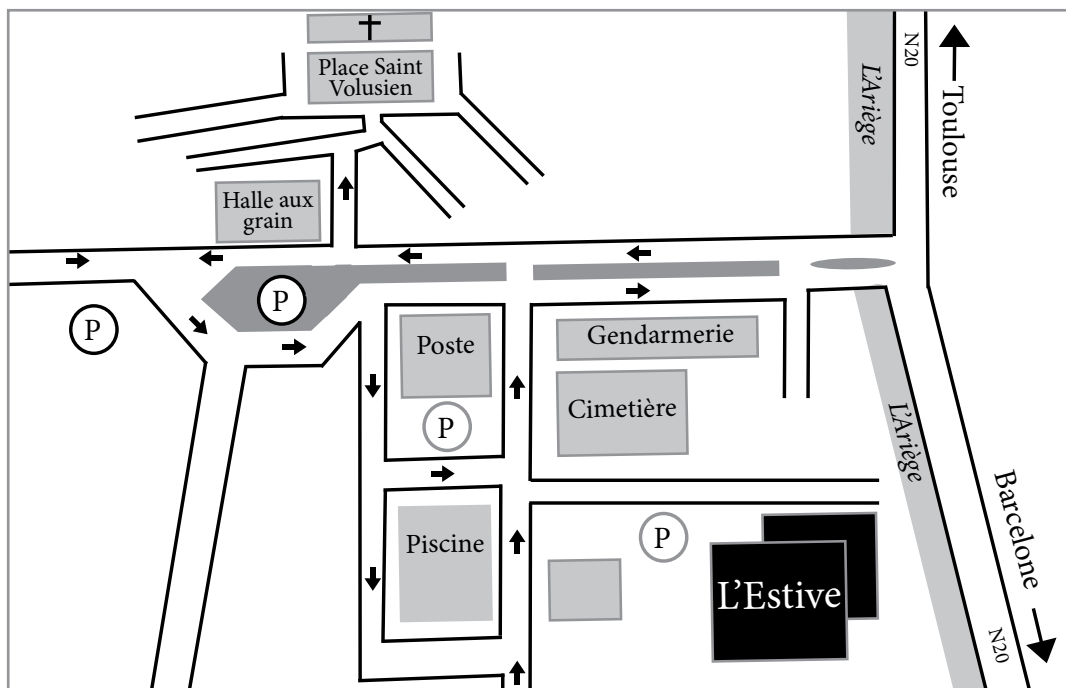 Place Saint
Volusien
N20
L'Ariège
Toulouse
Halle aux
grain
P
P
Poste
Gendarmerie
P
Cimetière
L'Ariège
Barcelone
Piscine
P
L'Estive
N20